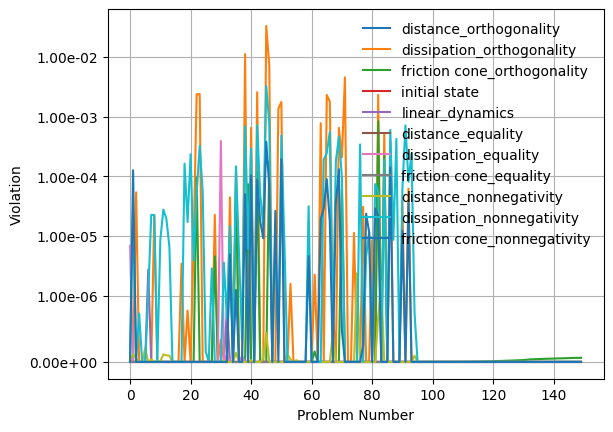 1.00e-02
1.00e-03
1.00e-04
1.00e-05
1.00e-06
0.00e+00
Violation
0 20 40 60 80 100 120 140
Problem Number
distance_orthogonality
dissipation_orthogonality
friction cone_orthogonality
initial state
linear_dynamics
distance_equality
dissipation_equality
friction cone_equality
distance_nonnegativity
dissipation_nonnegativity
friction cone_nonnegativity